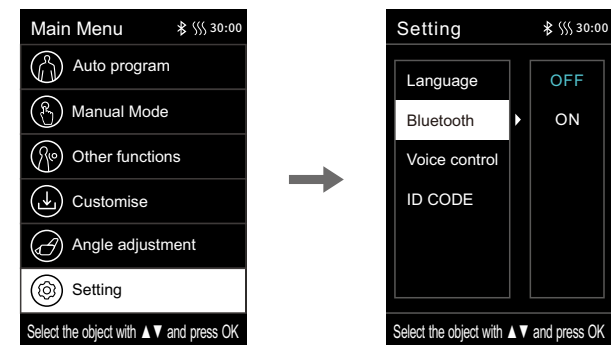 Main Menu 30:00
Auto program
Manual Mode
Other functions
Customise
Angle adjustment
Setting
Select the object with ▲▼ and press OK
Setting 30:00
Language
Bluetooth
Voice control
ID CODE
OFF
ON
Select the object with ▲▼ and press OK